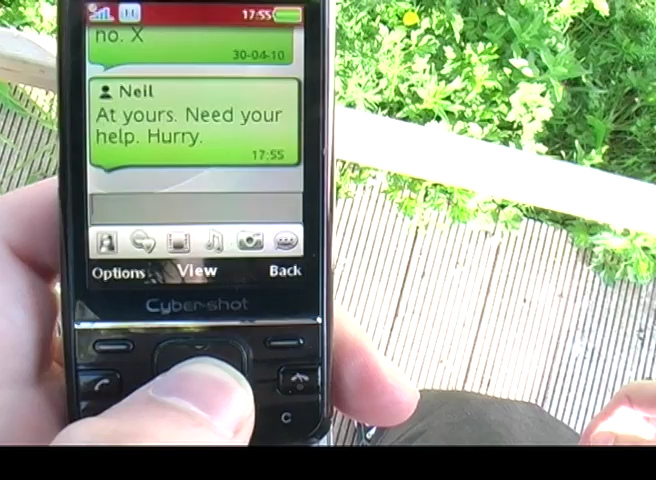 17:55
no. X
30-04-10
Neil
At yours. Need your
help. Hurry.
17:55
Options View Back
Cyber-shot
C